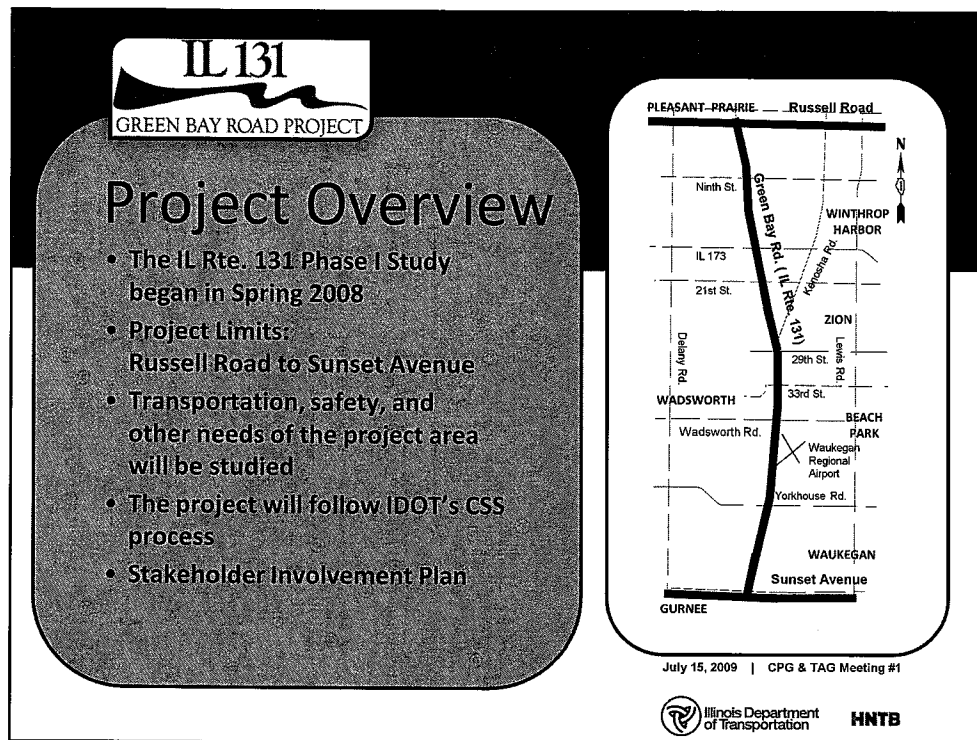 IL 131
GREEN BAY ROAD PROJECT
Project Overview
• The IL Rte. 131 Phase I Study
began in Spring 2008
• Project Limits:
Russell Road to Sunset Avenue
• Transportation, safety, and
other needs of the project area
will be studied
• The project will follow IDOT's CSS
process
• Stakeholder Involvement Plan
PLEASANT PRAIRIE
Russell Road
N
Ninth St.
Green Bay Rd. ( IL Rte. 131)
WINTHROP
HARBOR
IL 173
Kenosha Rd.
21st St.
ZION
Delany Rd.
Lewis Rd.
29th St.
33rd St.
WADSWORTH
BEACH
PARK
Wadsworth Rd.
Waukegan
Regional
Airport
Yorkhouse Rd.
WAUKEGAN
Sunset Avenue
GURNEE
July 15, 2009 | CPG & TAG Meeting #1
Illinois Department
of Transportation
HNTB